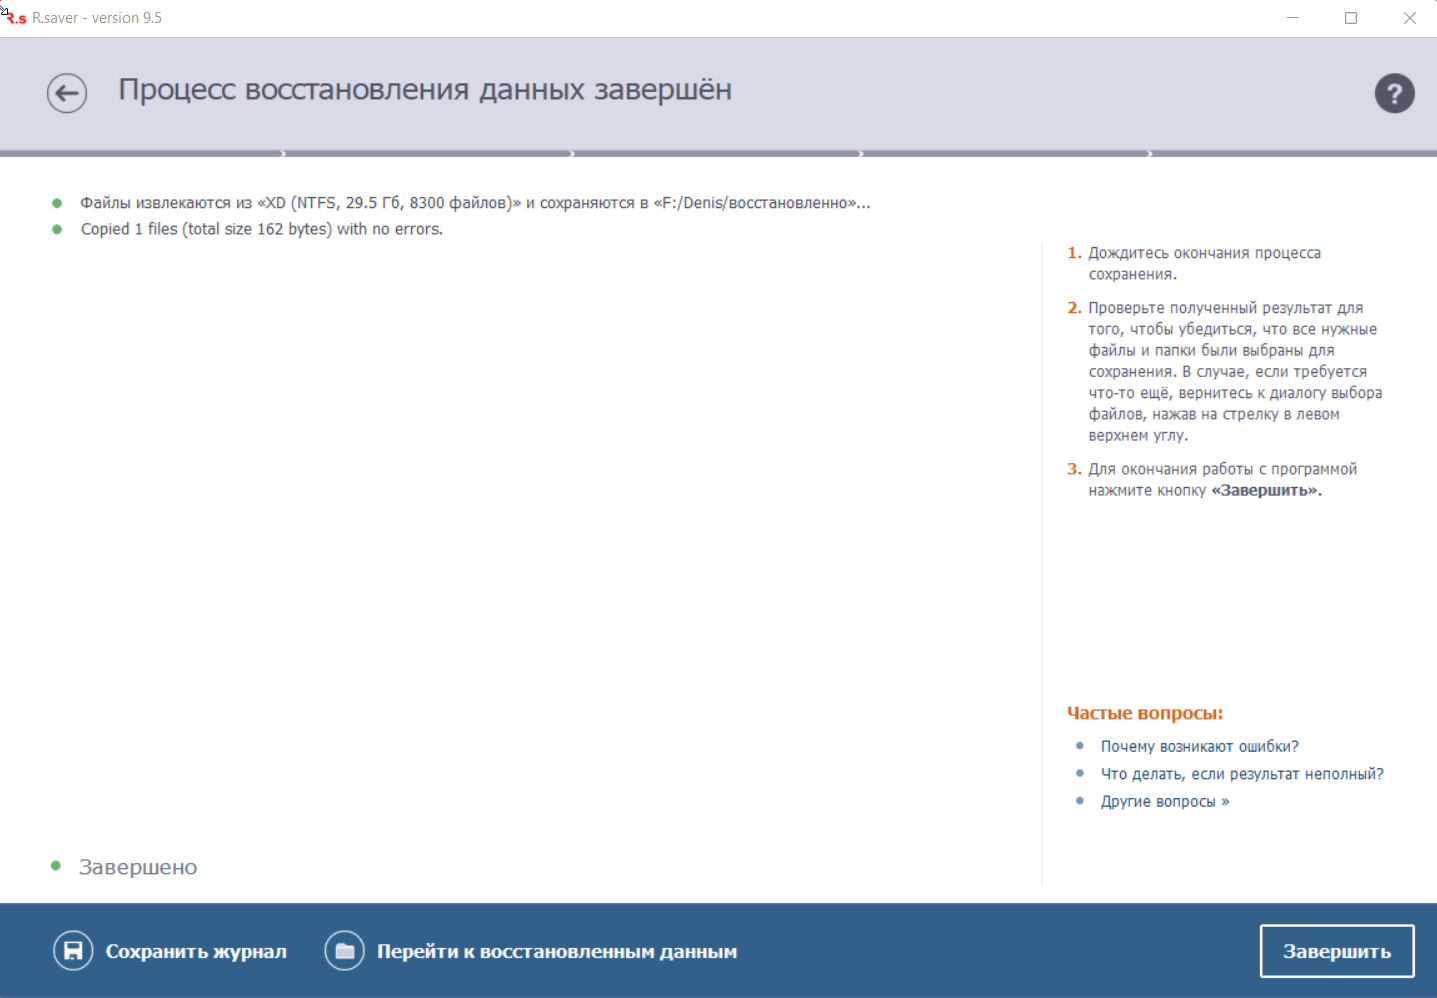 R.s R.saver - version 9.5
Процесс восстановления данных завершён
?
Файлы извлекаются из «XD (NTFS, 29.5 Гб, 8300 файлов)» и сохраняются в «F:/Denis/восстановленно»...
Copied 1 files (total size 162 bytes) with no errors.
1. Дождитесь окончания процесса
сохранения.
2. Проверьте полученный результат для
того, чтобы убедиться, что все нужные
файлы и папки были выбраны для
сохранения. В случае, если требуется
что-то ещё, вернитесь к диалогу выбора
файлов, нажав на стрелку в левом
верхнем углу.
3. Для окончания работы с программой
нажмите кнопку «Завершить».
Частые вопросы:
Почему возникают ошибки?
Что делать, если результат неполный?
Другие вопросы »
Завершено
Сохранить журнал
Перейти к восстановленным данным
Завершить